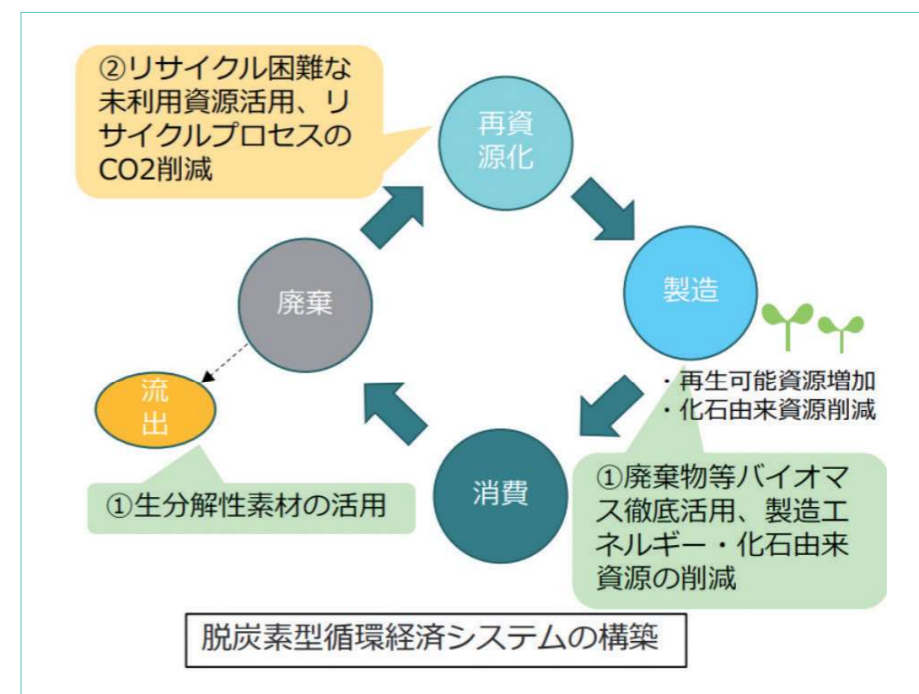 ②リサイクル困難な
未利用資源活用、リ
サイクルプロセスの
CO2削減
再資
源化
製造
廃棄
・再生可能資源増加
・化石由来資源削減
流
出
①生分解性素材の活用
消費
①廃棄物等バイオマ
ス徹底活用、製造エ
ネルギー・化石由来
資源の削減
脱炭素型循環経済システムの構築